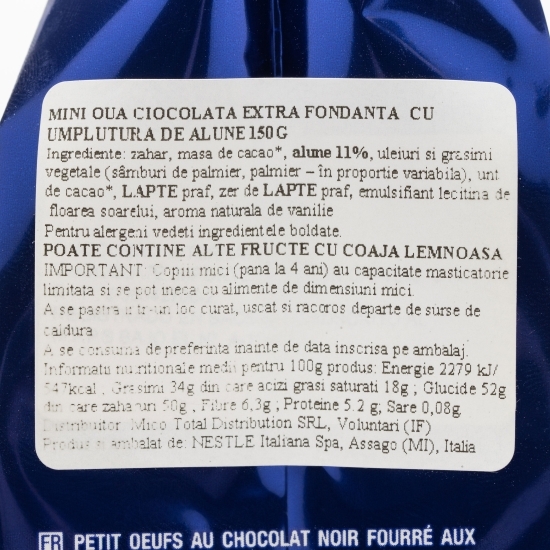 MINI OUA CIOCOLATA EXTRA FONDANTA CU
UMPLUTURA DE ALUNE 150 G
Ingrediente: zahar, masa de cacao*, alune 11%, uleiuri si grasimi
vegetale (sâmburi de palmier, palmier – în proportie variabila), unt
de cacao*, LAPTE praf, zer de LAPTE praf, emulsifiant lecitina de
floarea soarelui, aroma naturala de vanilie
Pentru alergeni vedeti ingredientele boldate.
POATE CONTINE ALTE FRUCTE CU COAJA LEMNOASA
IMPORTANT: Copiii mici (pana la 4 ani) au capacitate masticatorie
limitata si se pot ineca cu alimente de dimensiuni mici.
A se pastra intr-un loc curat, uscat si racoros departe de surse de
caldura
A se consuma de preferinta inainte de data inscrisa pe ambalaj.
Informatii nutritionale medii pentru 100g produs: Energie 2279 kJ/
547kcal ; Grasimi 34g din care acizi grasi saturati 18g ; Glucide 52g
din care zaharuri 50g , Fibre 6,3g ; Proteine 5.2 g; Sare 0,08g.
Distribuitor: Mico Total Distribution SRL, Voluntari (IF)
Produs si ambalat de: NESTLE Italiana Spa, Assago (MI), Italia
FR PETIT OEUFS AU CHOCOLAT NOIR FOURRÉ AUX